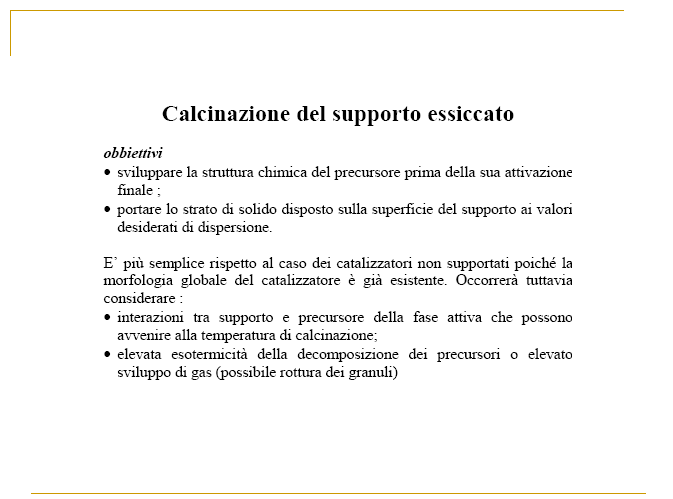 Calcinazione del supporto essiccato
obbiettivi
• sviluppare la struttura chimica del precursore prima della sua attivazione
finale ;
• portare lo strato di solido disposto sulla superficie del supporto ai valori
desiderati di dispersione.
E’ più semplice rispetto al caso dei catalizzatori non supportati poiché la
morfologia globale del catalizzatore è già esistente. Occorrerà tuttavia
considerare :
• interazioni tra supporto e precursore della fase attiva che possono
avvenire alla temperatura di calcinazione;
• elevata esotermicità della decomposizione dei precursori o elevato
sviluppo di gas (possibile rottura dei granuli)